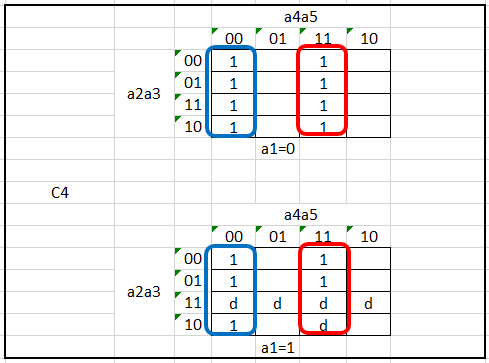 a4a5
00 01 11 10
00 1 1
01 1 1
a2a3
11 1 1
10 1 1
a1=0
C4
a4a5
00 01 11 10
00 1 1
01 1 1
a2a3
11 d d d d
10 1 d
a1=1